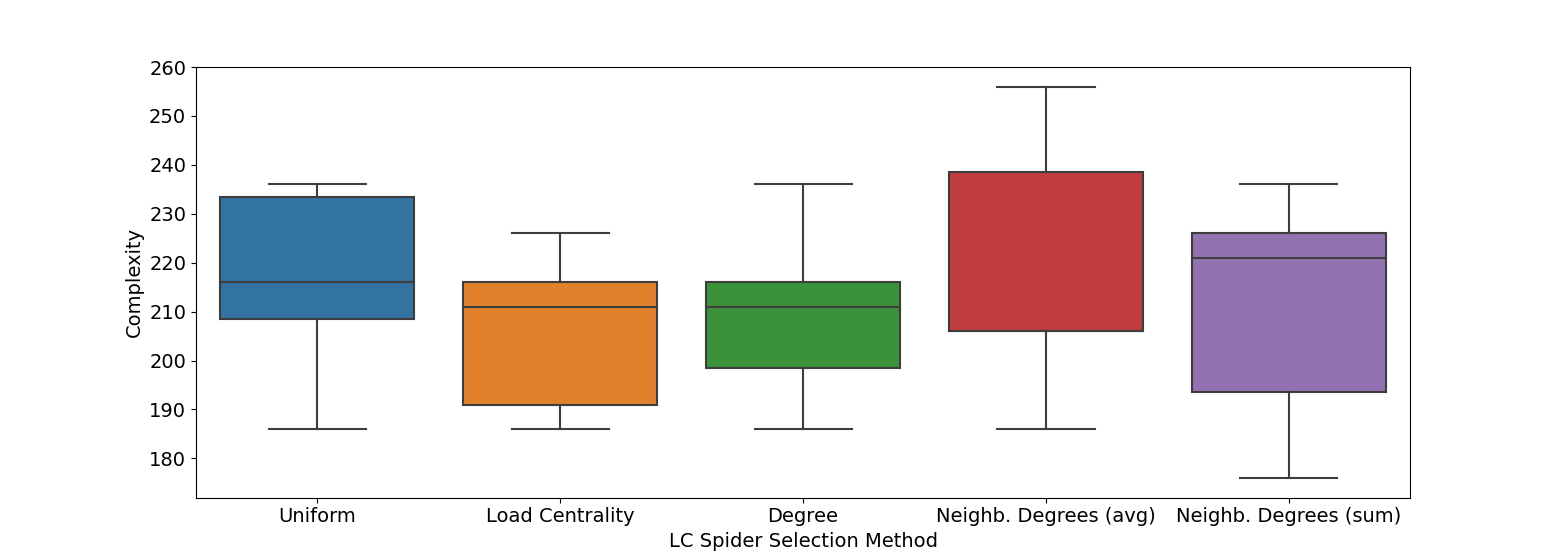 260
250
240
230
220
210
200
190
180
Complexity
Uniform
Load Centrality
Degree
Neighb. Degrees (avg)
Neighb. Degrees (sum)
LC Spider Selection Method